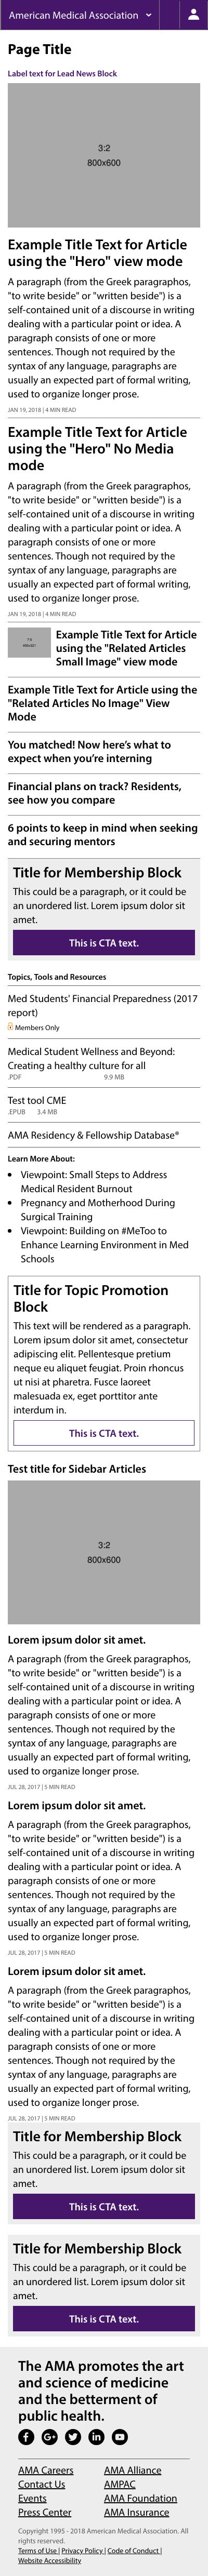 American Medical Association
Page Title
Label text for Lead News Block
3:2
800x600
Example Title Text for Article
using the "Hero" view mode
A paragraph (from the Greek paragraphos,
"to write beside" or "written beside") is a
self-contained unit of a discourse in writing
dealing with a particular point or idea. A
paragraph consists of one or more
sentences. Though not required by the
syntax of any language, paragraphs are
usually an expected part of formal writing,
used to organize longer prose.
JAN 19, 2018 | 4 MIN READ
Example Title Text for Article
using the "Hero" No Media
mode
A paragraph (from the Greek paragraphos,
"to write beside" or "written beside") is a
self-contained unit of a discourse in writing
dealing with a particular point or idea. A
paragraph consists of one or more
sentences. Though not required by the
syntax of any language, paragraphs are
usually an expected part of formal writing,
used to organize longer prose.
JAN 19, 2018 | 4 MIN READ
Example Title Text for Article
using the "Related Articles
Small Image" view mode
Example Title Text for Article using the
"Related Articles No Image" View
Mode
You matched! Now here's what to
expect when you're interning
Financial plans on track? Residents,
see how you compare
6 points to keep in mind when seeking
and securing mentors
Title for Membership Block
This could be a paragraph, or it could be
an unordered list. Lorem ipsum dolor sit
amet.
This is CTA text.
Topics, Tools and Resources
Med Students' Financial Preparedness (2017
report)
Members Only
Medical Student Wellness and Beyond:
Creating a healthy culture for all
.PDF 9.9 MB
Test tool CME
.EPUB 3.4 MB
AMA Residency & Fellowship Database®
Learn More About:
• Viewpoint: Small Steps to Address
Medical Resident Burnout
• Pregnancy and Motherhood During
Surgical Training
• Viewpoint: Building on #MeToo to
Enhance Learning Environment in Med
Schools
Title for Topic Promotion
Block
This text will be rendered as a paragraph.
Lorem ipsum dolor sit amet, consectetur
adipiscing elit. Pellentesque pretium
neque eu aliquet feugiat. Proin rhoncus
ut nisi at pharetra. Fusce laoreet
malesuada ex, eget porttitor ante
interdum in.
This is CTA text.
Test title for Sidebar Articles
3:2
800x600
Lorem ipsum dolor sit amet.
A paragraph (from the Greek paragraphos,
"to write beside" or "written beside") is a
self-contained unit of a discourse in writing
dealing with a particular point or idea. A
paragraph consists of one or more
sentences. Though not required by the
syntax of any language, paragraphs are
usually an expected part of formal writing,
used to organize longer prose.
JUL 28, 2017 | 5 MIN READ
Lorem ipsum dolor sit amet.
A paragraph (from the Greek paragraphos,
"to write beside" or "written beside") is a
self-contained unit of a discourse in writing
dealing with a particular point or idea. A
paragraph consists of one or more
sentences. Though not required by the
syntax of any language, paragraphs are
usually an expected part of formal writing,
used to organize longer prose.
JUL 28, 2017 | 5 MIN READ
Lorem ipsum dolor sit amet.
A paragraph (from the Greek paragraphos,
"to write beside" or "written beside") is a
self-contained unit of a discourse in writing
dealing with a particular point or idea. A
paragraph consists of one or more
sentences. Though not required by the
syntax of any language, paragraphs are
usually an expected part of formal writing,
used to organize longer prose.
JUL 28, 2017 | 5 MIN READ
Title for Membership Block
This could be a paragraph, or it could be
an unordered list. Lorem ipsum dolor sit
amet.
This is CTA text.
Title for Membership Block
This could be a paragraph, or it could be
an unordered list. Lorem ipsum dolor sit
amet.
This is CTA text.
The AMA promotes the art
and science of medicine
and the betterment of
public health.
AMA Careers AMA Alliance
Contact Us AMPAC
Events AMA Foundation
Press Center AMA Insurance
Copyright 1995 - 2018 American Medical Association. All
rights reserved.
Terms of Use | Privacy Policy | Code of Conduct |
Website Accessibility